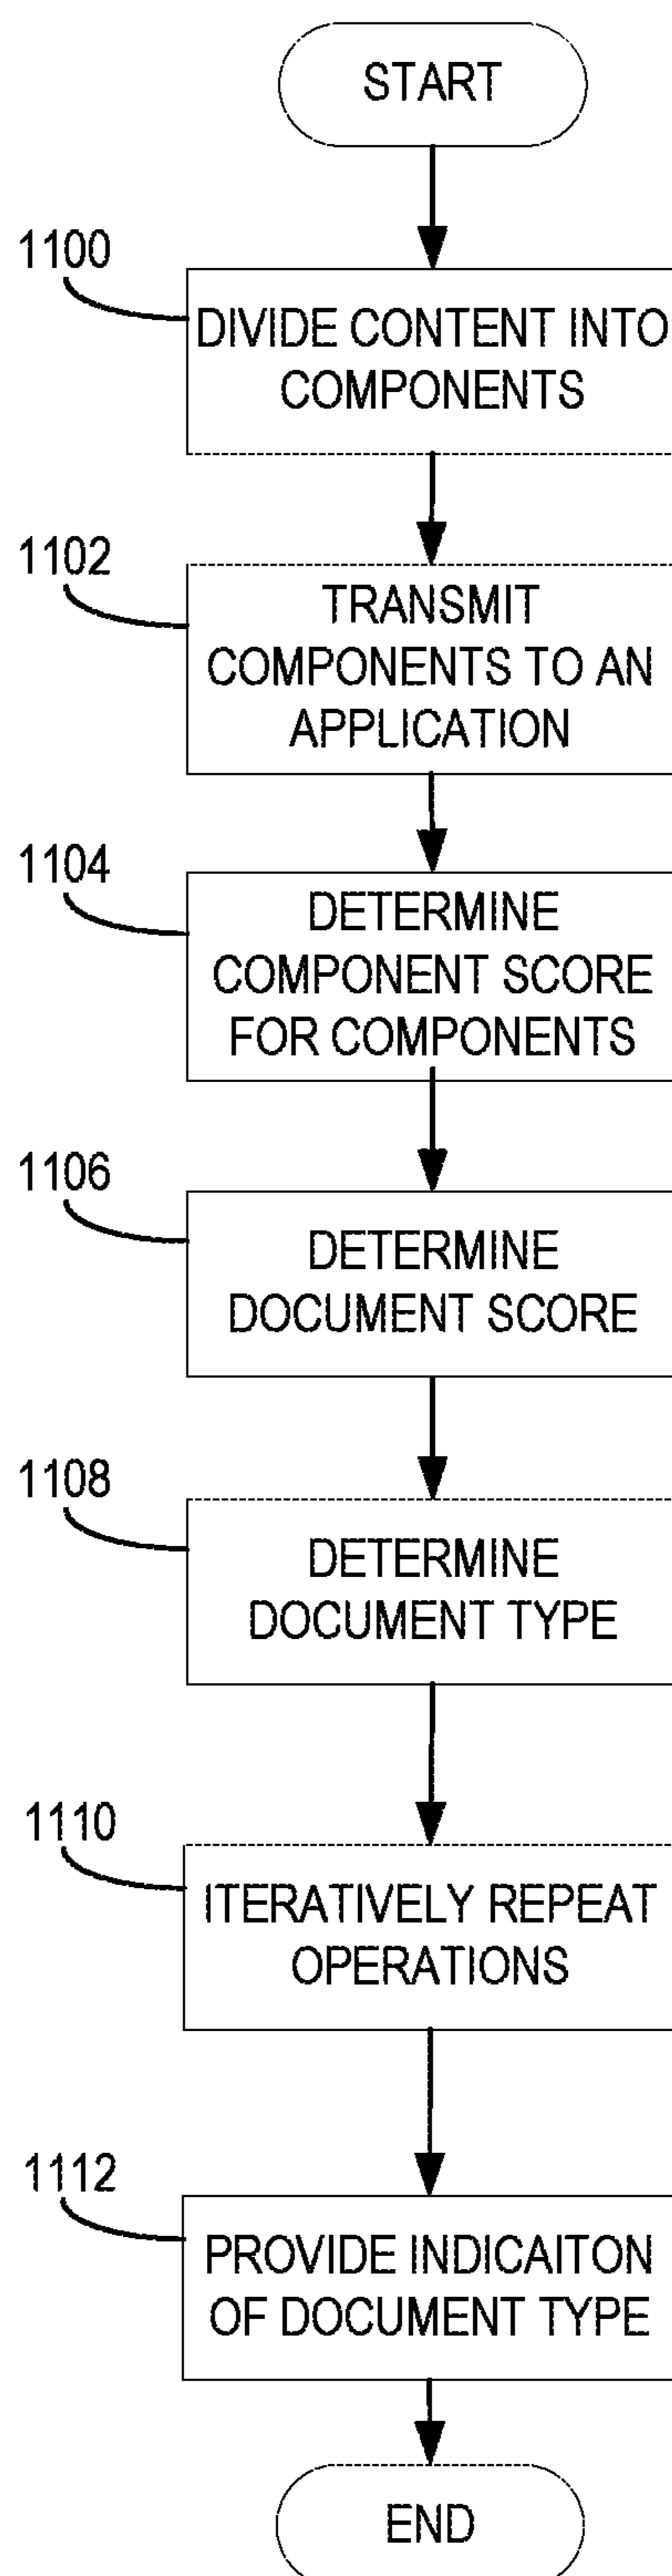 START
1100
DIVIDE CONTENT INTO
COMPONENTS
1102
TRANSMIT
COMPONENTS TO AN
APPLICATION
1104
DETERMINE
COMPONENT SCORE
FOR COMPONENTS
1106
DETERMINE
DOCUMENT SCORE
1108
DETERMINE
DOCUMENT TYPE
1110
ITERATIVELY REPEAT
OPERATIONS
1112
PROVIDE INDICAITON
OF DOCUMENT TYPE
END